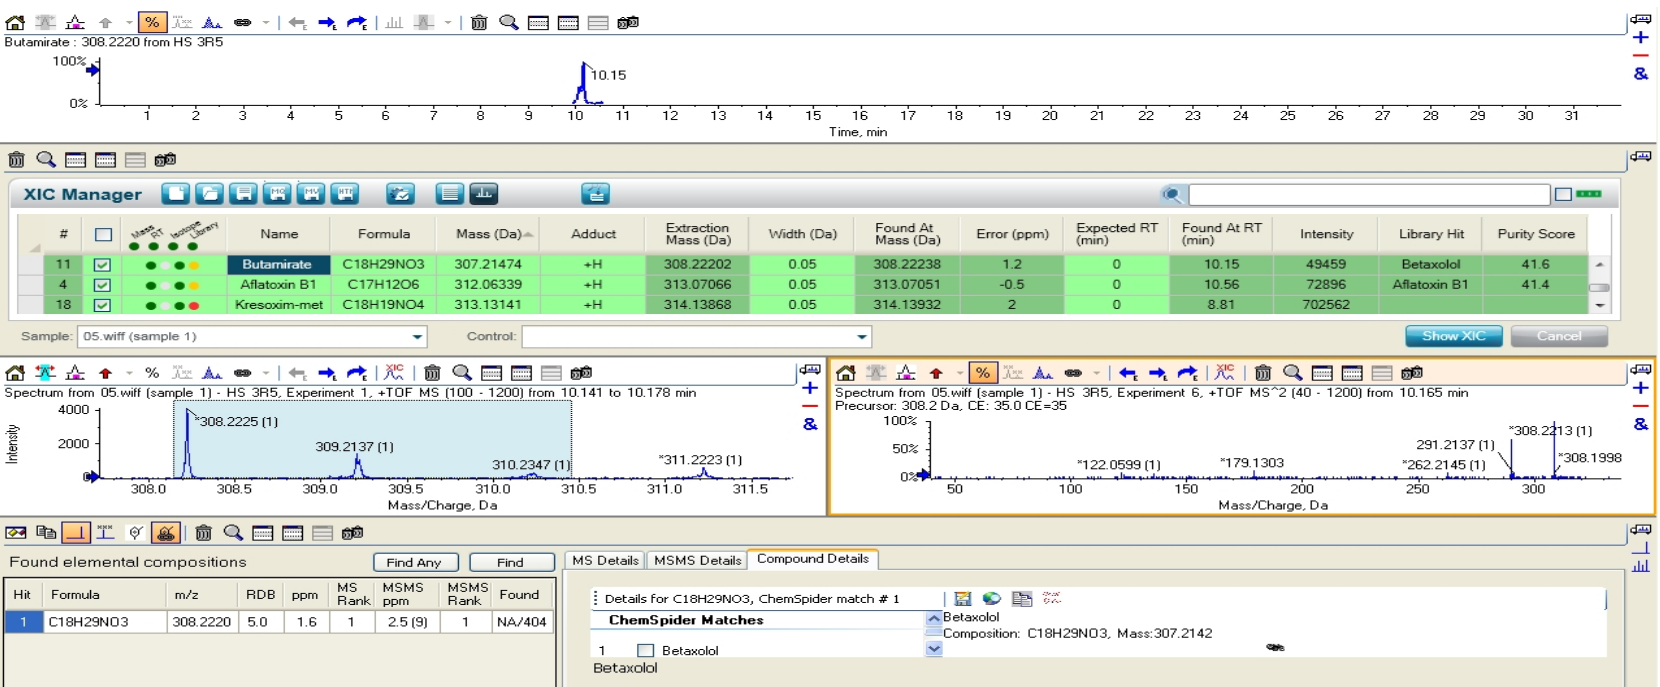 %
Butamirate : 308.2220 from HS 3R5
100%
10.15
0%
1 2 3 4 5 6 7 8 9 10 11 12 13 14 15 16 17 18 19 20 21 22 23 24 25 26 27 28 29 30 31
Time, min
&
XIC Manager
# Mass RT Isotope Library Name Formula Mass (Da) Adduct Extraction Mass (Da) Width (Da) Found At Mass (Da) Error (ppm) Expected RT (min) Found At RT (min) Intensity Library Hit Purity Score
11 Butamirate C18H29NO3 307.21474 +H 308.22202 0.05 308.22238 1.2 0 10.15 49459 Betaxolol 41.6
4 Aflatoxin B1 C17H12O6 312.06339 +H 313.07066 0.05 313.07051 -0.5 0 10.56 72896 Aflatoxin B1 41.4
18 Kresoxim-met C18H19NO4 313.13141 +H 314.13868 0.05 314.13932 2 0 8.81 702562
Sample: 05.wiff (sample 1) Control: Show XIC Cancel
% XIC
Spectrum from 05.wiff (sample 1) - HS 3R5, Experiment 1, +TOF MS (100 - 1200) from 10.141 to 10.178 min
&
Intensity
4000
2000
0
*308.2225 (1)
309.2137 (1)
310.2347 (1)
*311.2223 (1)
308.0 308.5 309.0 309.5 310.0 310.5 311.0 311.5
Mass/Charge, Da
% XIC
Spectrum from 05.wiff (sample 1) - HS 3R5, Experiment 6, +TOF MS^2 (40 - 1200) from 10.165 min
Precursor: 308.2 Da, CE: 35.0 CE=35
&
100%
50%
0%
*122.0599 (1)
*179.1303
*262.2145 (1)
291.2137 (1)
*308.2213 (1)
*308.1998
50 100 150 200 250 300
Mass/Charge, Da
Found elemental compositions Find Any Find
Hit Formula m/z RDB ppm MS Rank MSMS ppm MSMS Rank Found
1 C18H29NO3 308.2220 5.0 1.6 1 2.5 (9) 1 NA/404
MS Details MSMS Details Compound Details
Details for C18H29NO3, ChemSpider match # 1
ChemSpider Matches
1 Betaxolol
Betaxolol
Composition: C18H29NO3, Mass:307.2142
Betaxolol